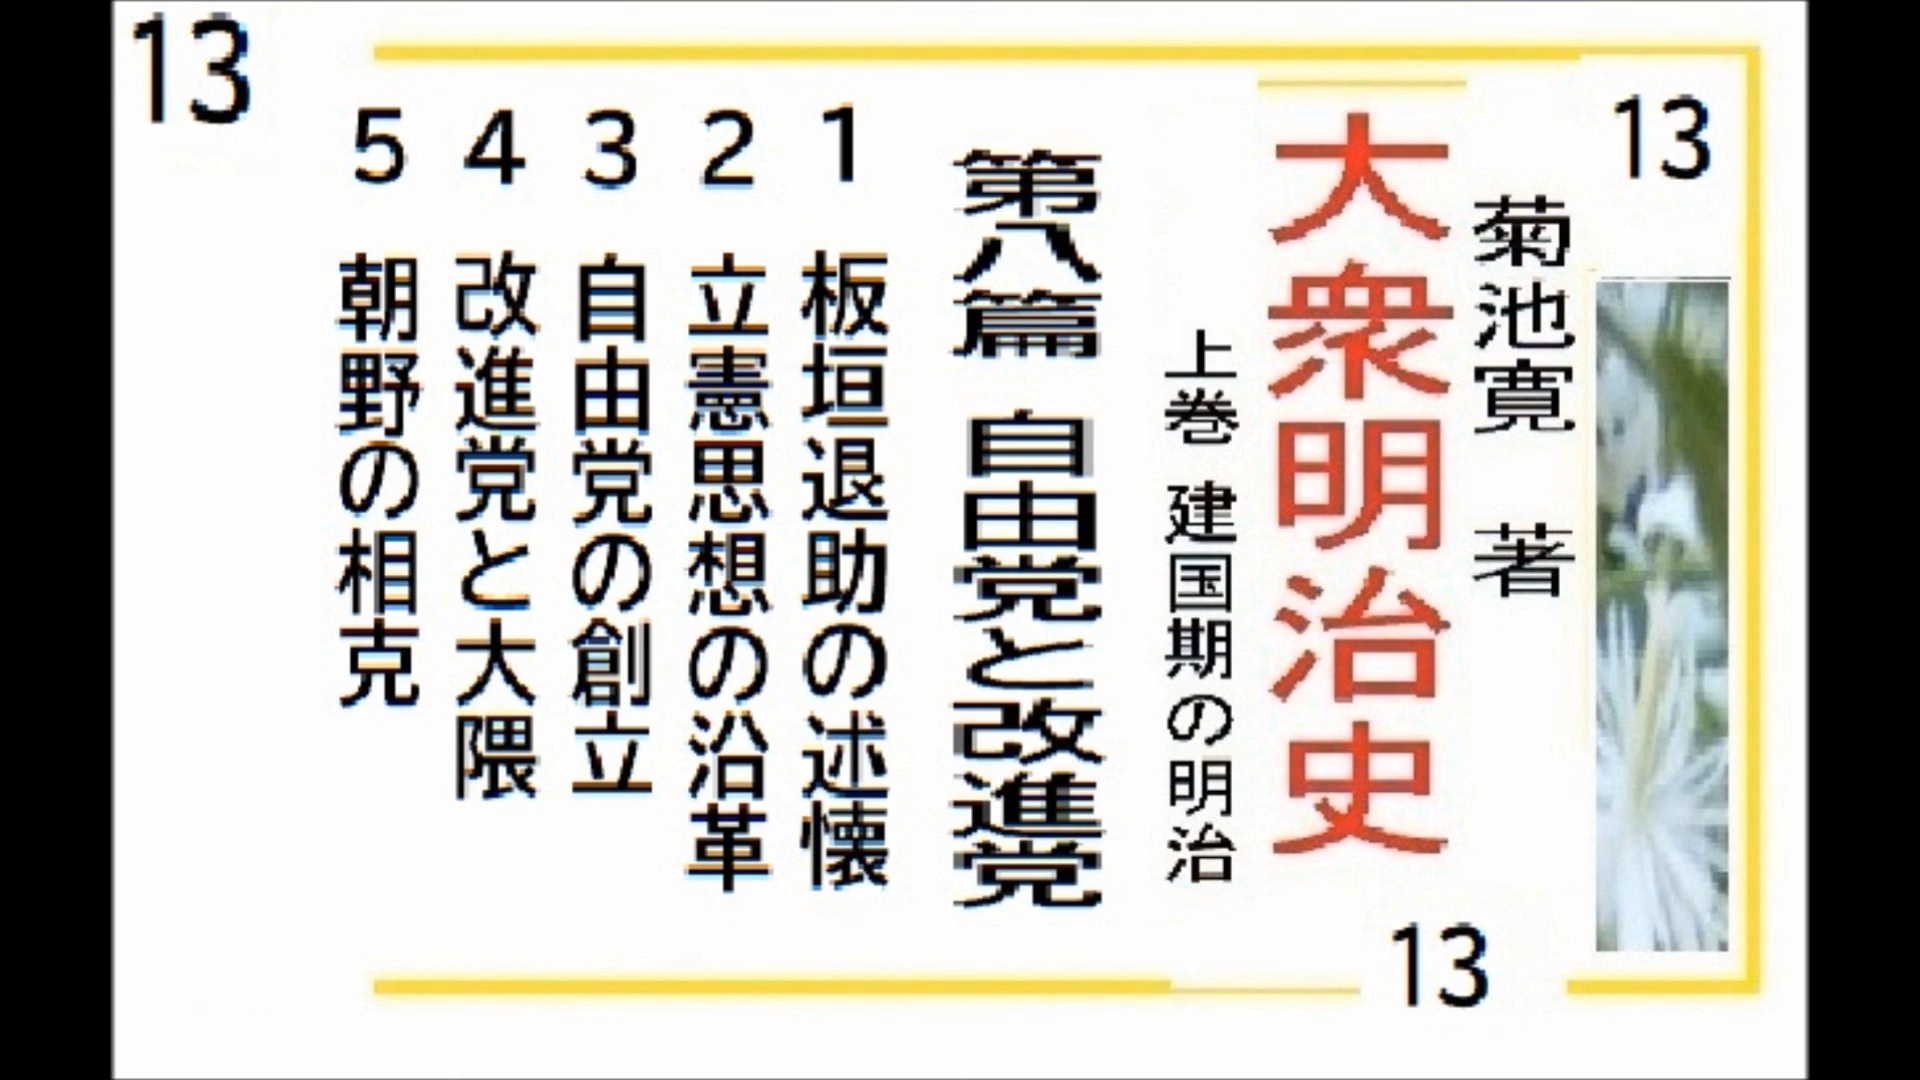 13
13
菊池寛 著
大衆明治史
上巻 建国期の明治
第八篇 自由党と改進党
1 板垣退助の述懐
2 立憲思想の沿革
3 自由党の創立
4 改進党と大隈
5 朝野の相克
13